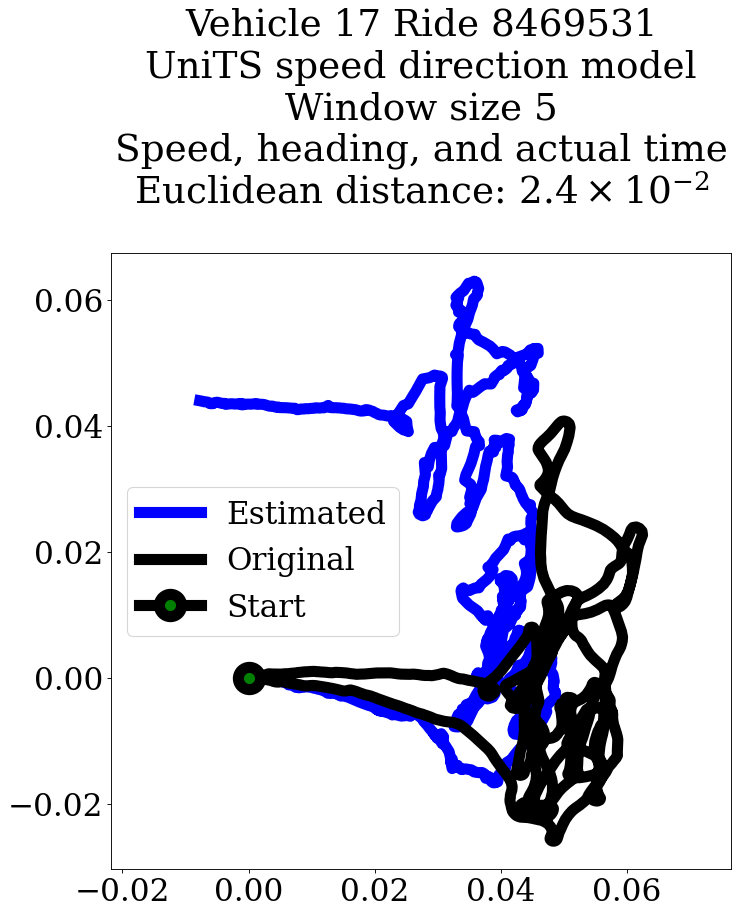 Vehicle 17 Ride 8469531
UniTS speed direction model
Window size 5
Speed, heading, and actual time
Euclidean distance: 2.4 × 10⁻²
0.06
0.04
0.02
0.00
−0.02
Estimated
Original
Start
−0.02 0.00 0.02 0.04 0.06